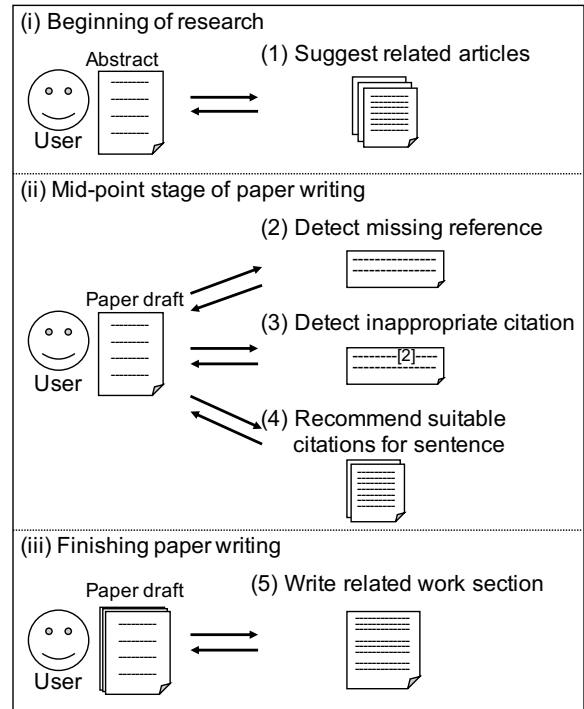 (i) Beginning of research
Abstract
(1) Suggest related articles
User
(ii) Mid-point stage of paper writing
(2) Detect missing reference
Paper draft
(3) Detect inappropriate citation
[2]
User
(4) Recommend suitable
citations for sentence
(iii) Finishing paper writing
Paper draft
(5) Write related work section
User